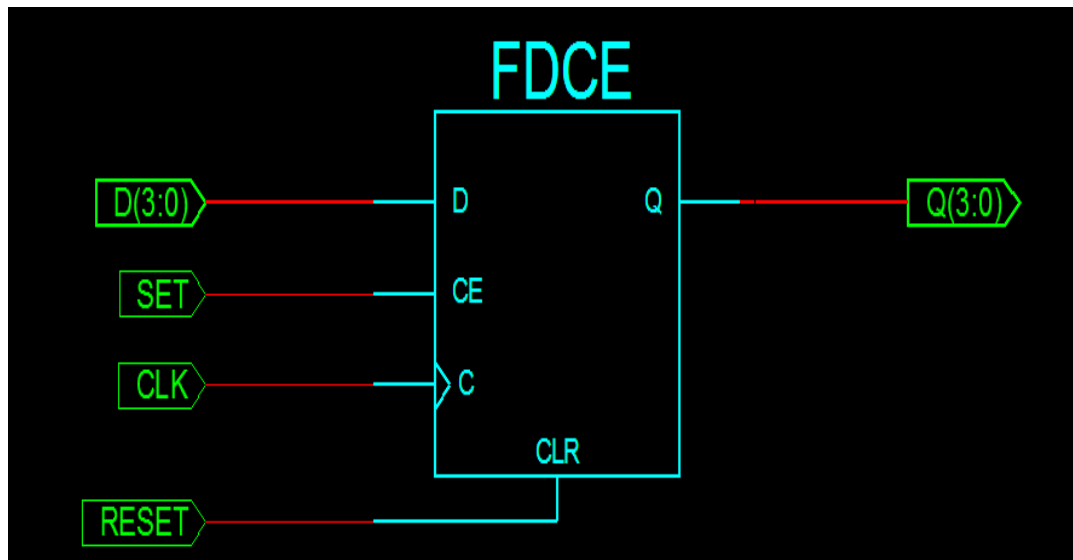 FDCE
D(3:0) D Q Q(3:0)
SET CE
CLK C
CLR
RESET